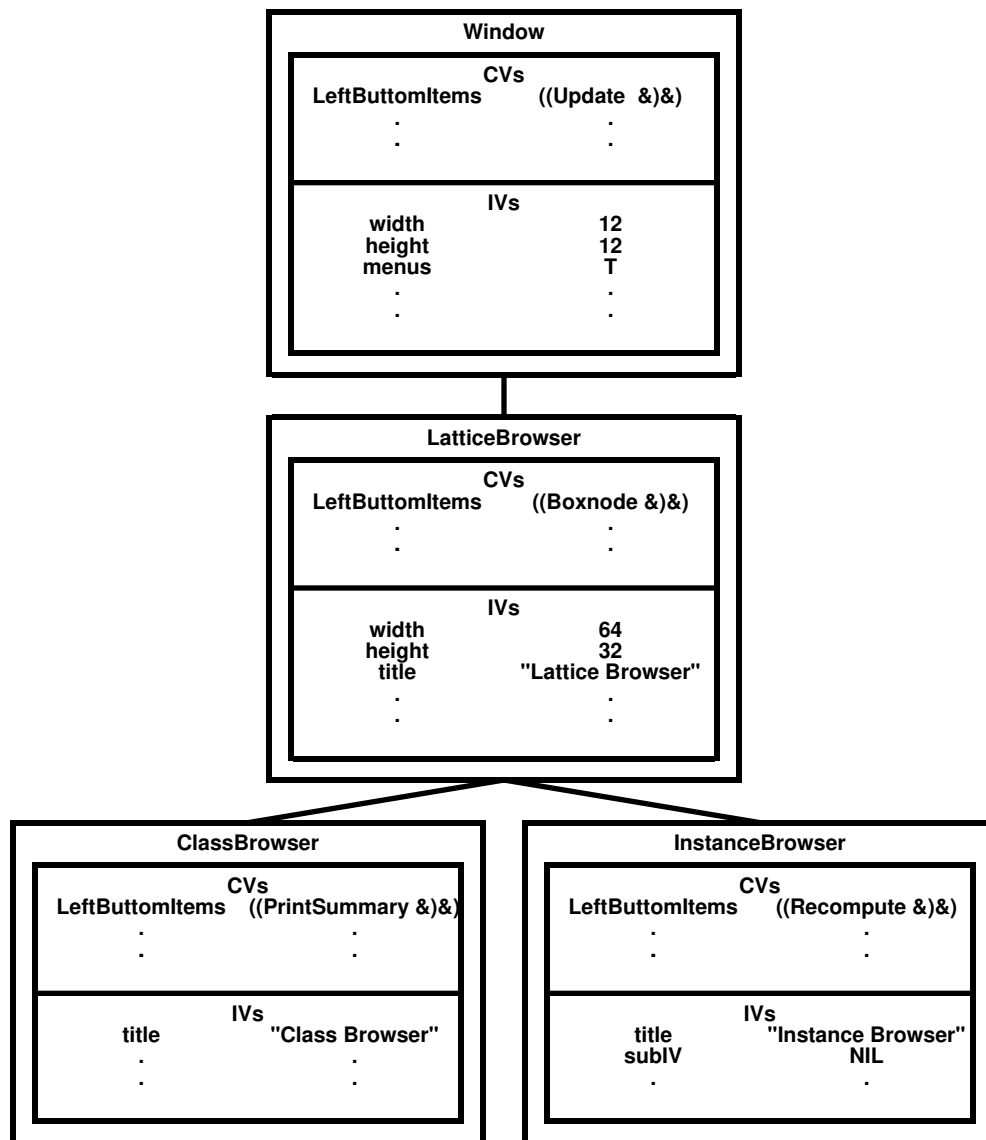 Window
CVs
LeftButtomItems ((Update &)&)
. .
. .
IVs
width 12
height 12
menus T
. .
. .
LatticeBrowser
CVs
LeftButtomItems ((Boxnode &)&)
. .
. .
IVs
width 64
height 32
title "Lattice Browser"
. .
. .
ClassBrowser
CVs
LeftButtomItems ((PrintSummary &)&)
. .
. .
IVs
title "Class Browser"
. .
. .
InstanceBrowser
CVs
LeftButtomItems ((Recompute &)&)
. .
. .
IVs
title "Instance Browser"
subIV NIL
. .